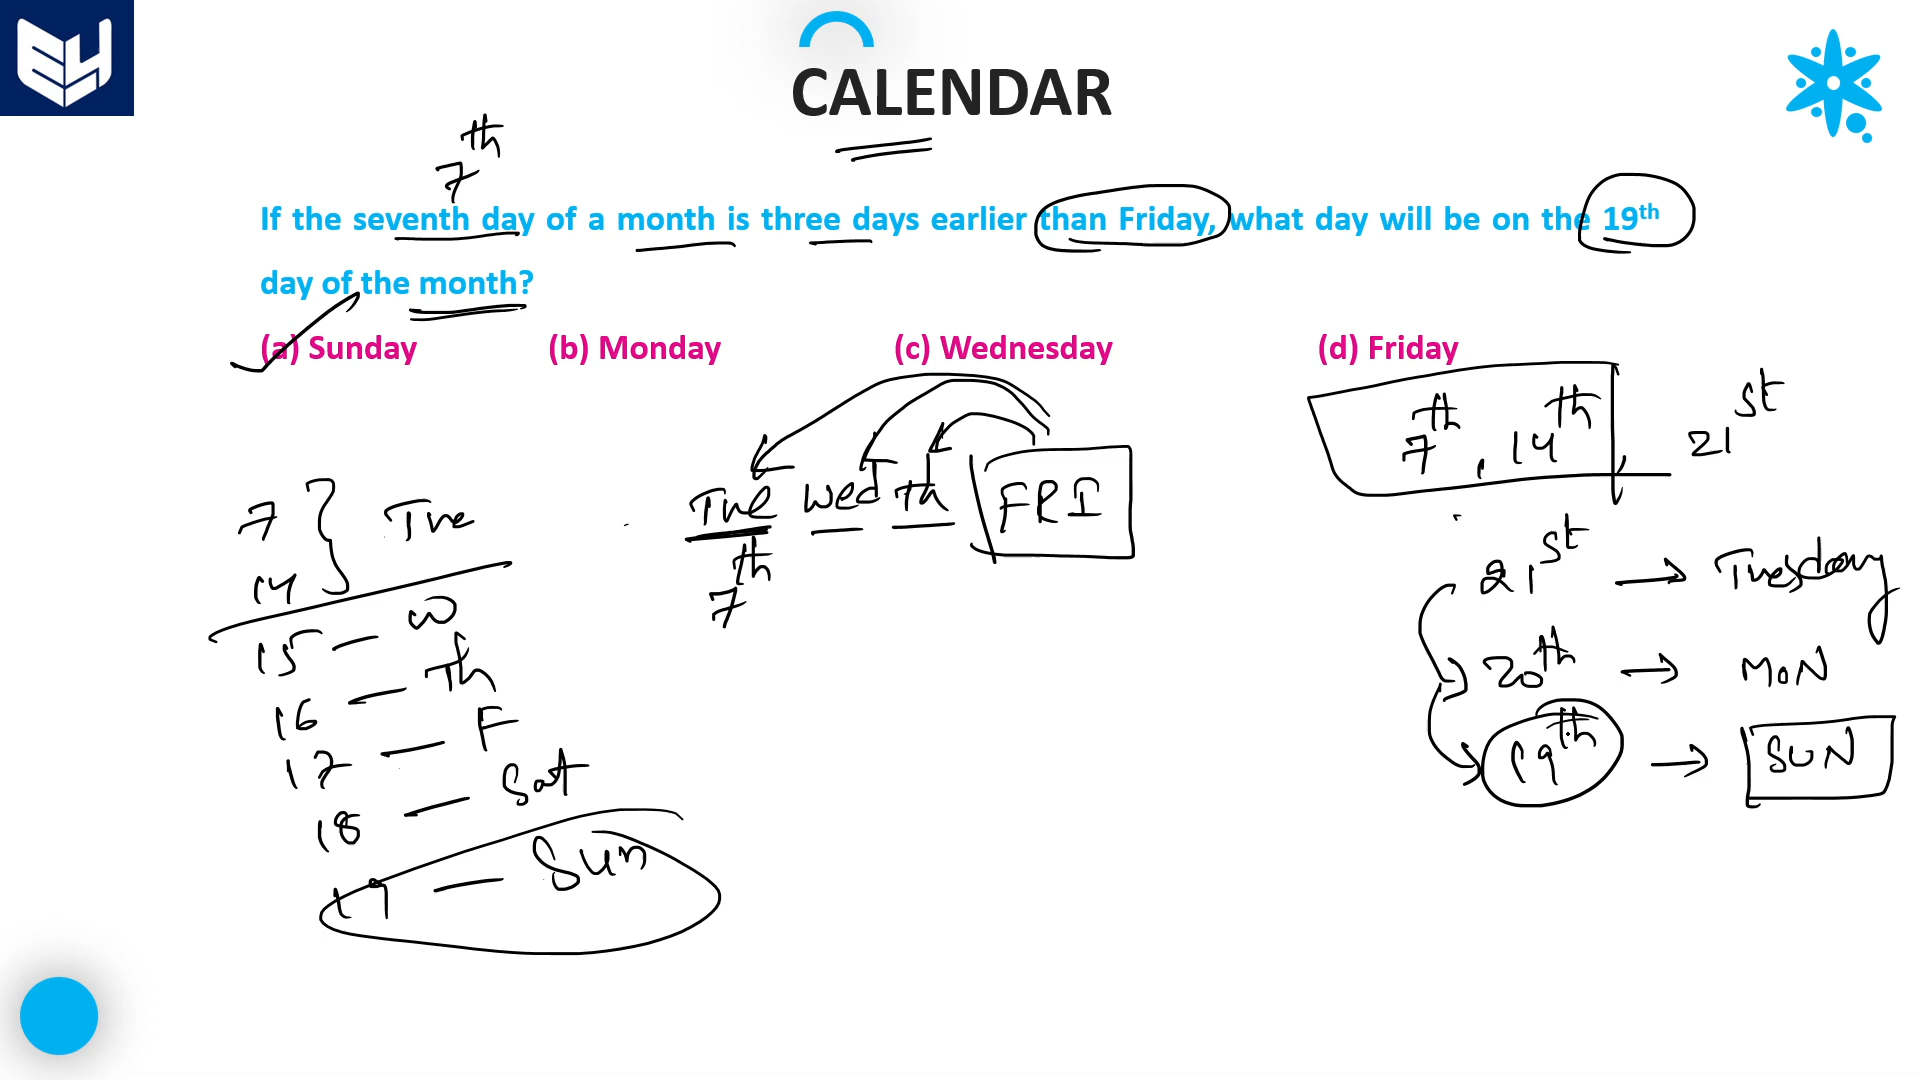 CALENDAR
7th
If the seventh day of a month is three days earlier than Friday, what day will be on the 19th
day of the month?
(a) Sunday (b) Monday (c) Wednesday (d) Friday
7th, 14th, 21st
7
14 } Tue
15 — W
16 — Th
17 — F
18 — Sat
19 — Sun
Tue Wed Th FRI
7th
21st → Tuesday
20th → MON
19th → SUN